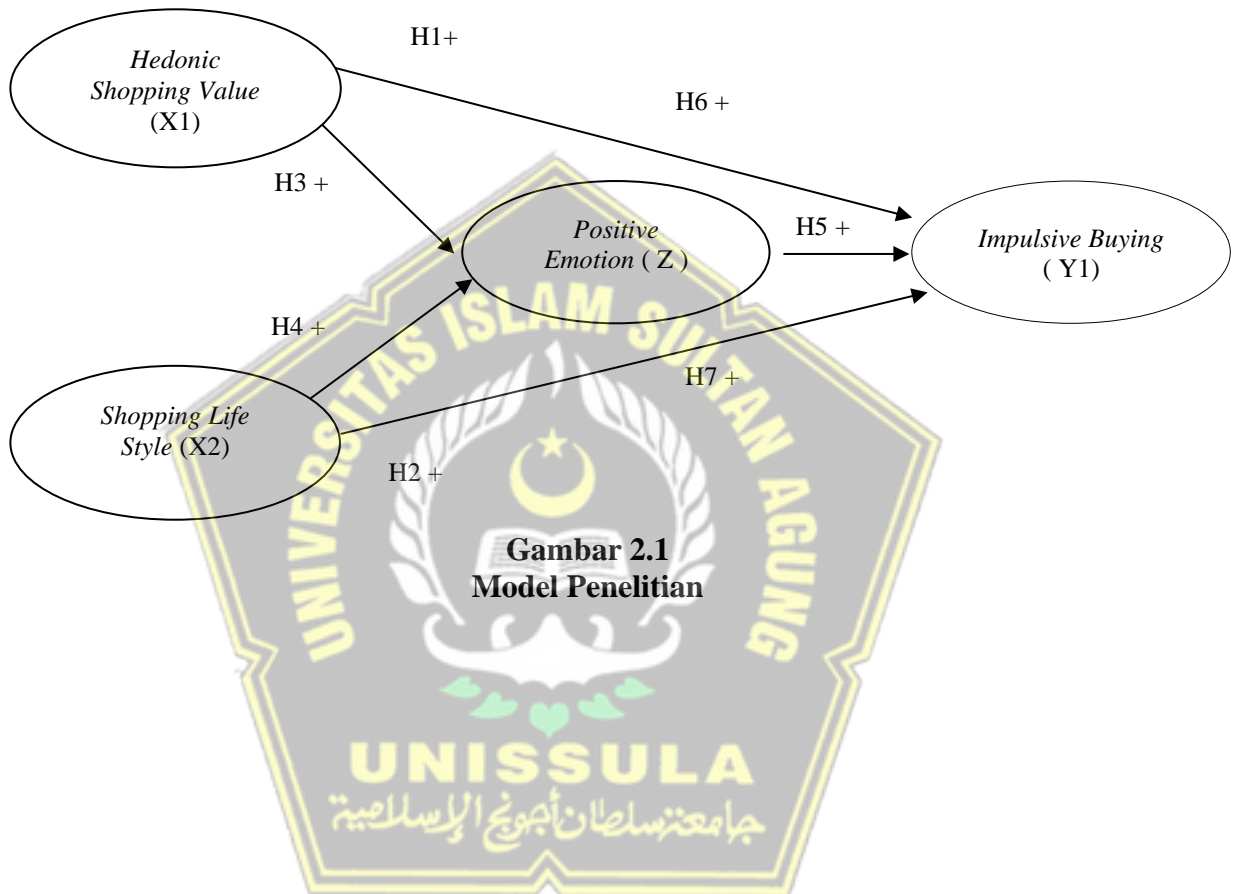 H1+
Hedonic
Shopping Value
(X1)
H6 +
H3 +
Positive
Emotion ( Z )
H5 +
Impulsive Buying
( Y1)
H4 +
H7 +
Shopping Life
Style (X2)
H2 +
Gambar 2.1
Model Penelitian
UNIVERSITAS ISLAM SULTAN AGUNG
UNISSULA
جامعة سلطان أجونج الإسلامية